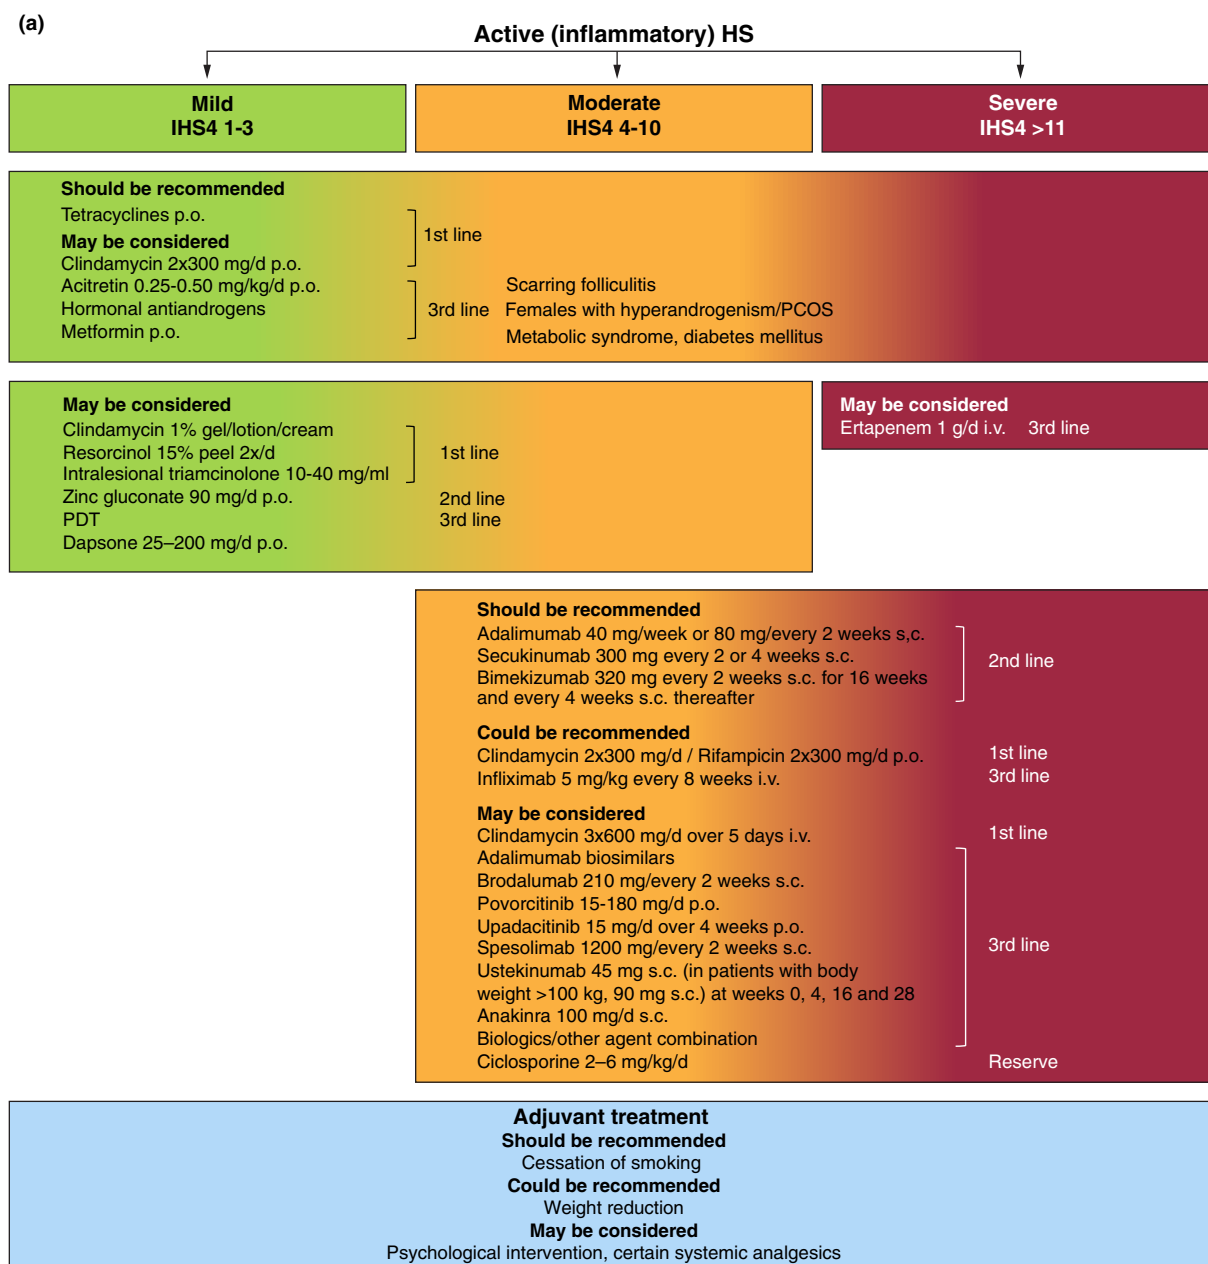 (a)
Active (inflammatory) HS
Mild
IHS4 1-3
Moderate
IHS4 4-10
Severe
IHS4 >11
Should be recommended
Tetracyclines p.o.
May be considered
1st line
Clindamycin 2x300 mg/d p.o.
Acitretin 0.25-0.50 mg/kg/d p.o. Scarring folliculitis
Hormonal antiandrogens 3rd line Females with hyperandrogenism/PCOS
Metformin p.o. Metabolic syndrome, diabetes mellitus
May be considered
Clindamycin 1% gel/lotion/cream
Resorcinol 15% peel 2x/d 1st line
Intralesional triamcinolone 10-40 mg/ml
Zinc gluconate 90 mg/d p.o. 2nd line
PDT 3rd line
Dapsone 25–200 mg/d p.o.
May be considered
Ertapenem 1 g/d i.v. 3rd line
Should be recommended
Adalimumab 40 mg/week or 80 mg/every 2 weeks s,c.
Secukinumab 300 mg every 2 or 4 weeks s.c. 2nd line
Bimekizumab 320 mg every 2 weeks s.c. for 16 weeks
and every 4 weeks s.c. thereafter
Could be recommended
Clindamycin 2x300 mg/d / Rifampicin 2x300 mg/d p.o. 1st line
Infliximab 5 mg/kg every 8 weeks i.v. 3rd line
May be considered
Clindamycin 3x600 mg/d over 5 days i.v. 1st line
Adalimumab biosimilars
Brodalumab 210 mg/every 2 weeks s.c.
Povorcitinib 15-180 mg/d p.o.
Upadacitinib 15 mg/d over 4 weeks p.o.
Spesolimab 1200 mg/every 2 weeks s.c. 3rd line
Ustekinumab 45 mg s.c. (in patients with body
weight >100 kg, 90 mg s.c.) at weeks 0, 4, 16 and 28
Anakinra 100 mg/d s.c.
Biologics/other agent combination
Ciclosporine 2–6 mg/kg/d Reserve
Adjuvant treatment
Should be recommended
Cessation of smoking
Could be recommended
Weight reduction
May be considered
Psychological intervention, certain systemic analgesics